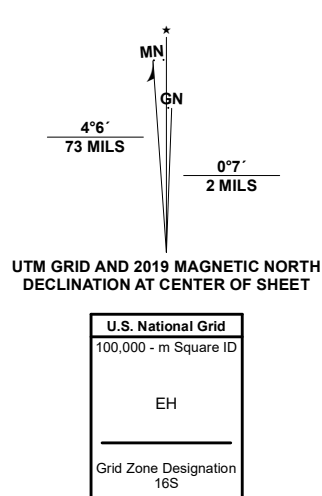 ★
MN
GN
4°6´
73 MILS
0°7´
2 MILS
UTM GRID AND 2019 MAGNETIC NORTH
DECLINATION AT CENTER OF SHEET
U.S. National Grid
100,000 - m Square ID
EH
Grid Zone Designation
16S